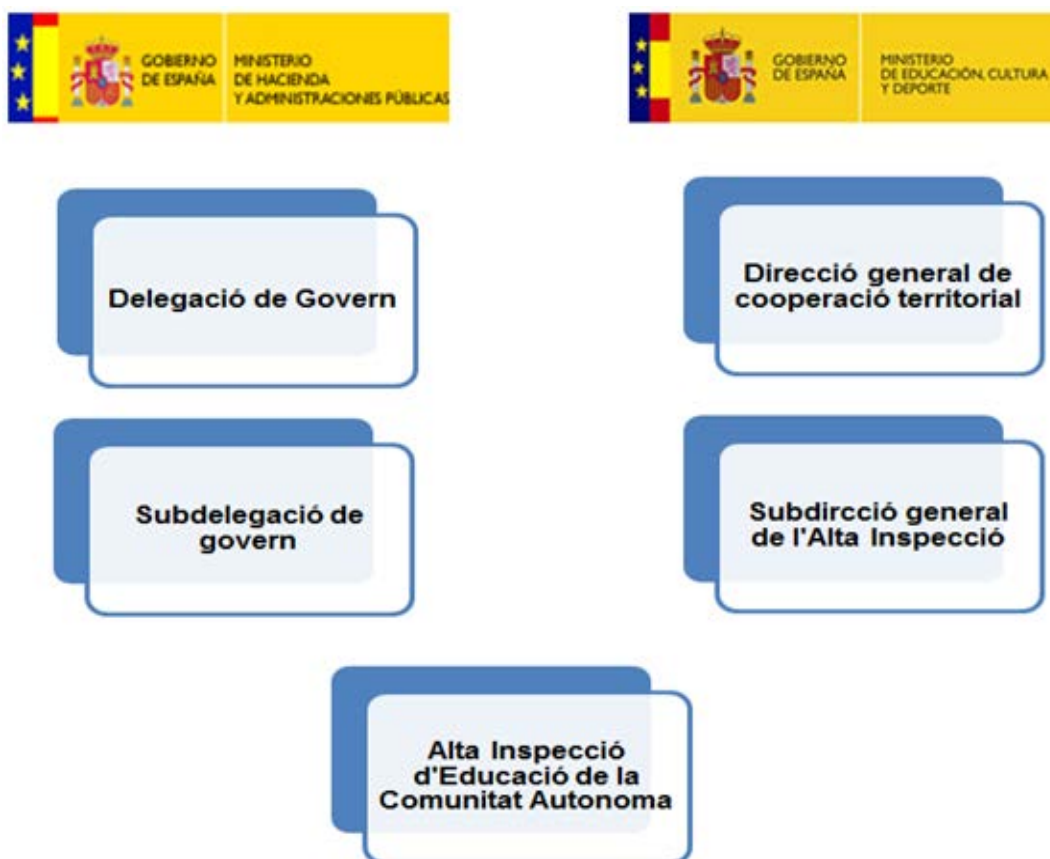 GOBIERNO
DE ESPAÑA
MINISTERIO
DE HACIENDA
Y ADMINISTRACIONES PÚBLICAS
GOBIERNO
DE ESPAÑA
MINISTERIO
DE EDUCACIÓN, CULTURA
Y DEPORTE
Delegació de Govern
Direcció general de
cooperació territorial
Subdelegació de
govern
Subdircció general
de l'Alta Inspecció
Alta Inspecció
d'Educació de la
Comunitat Autonoma